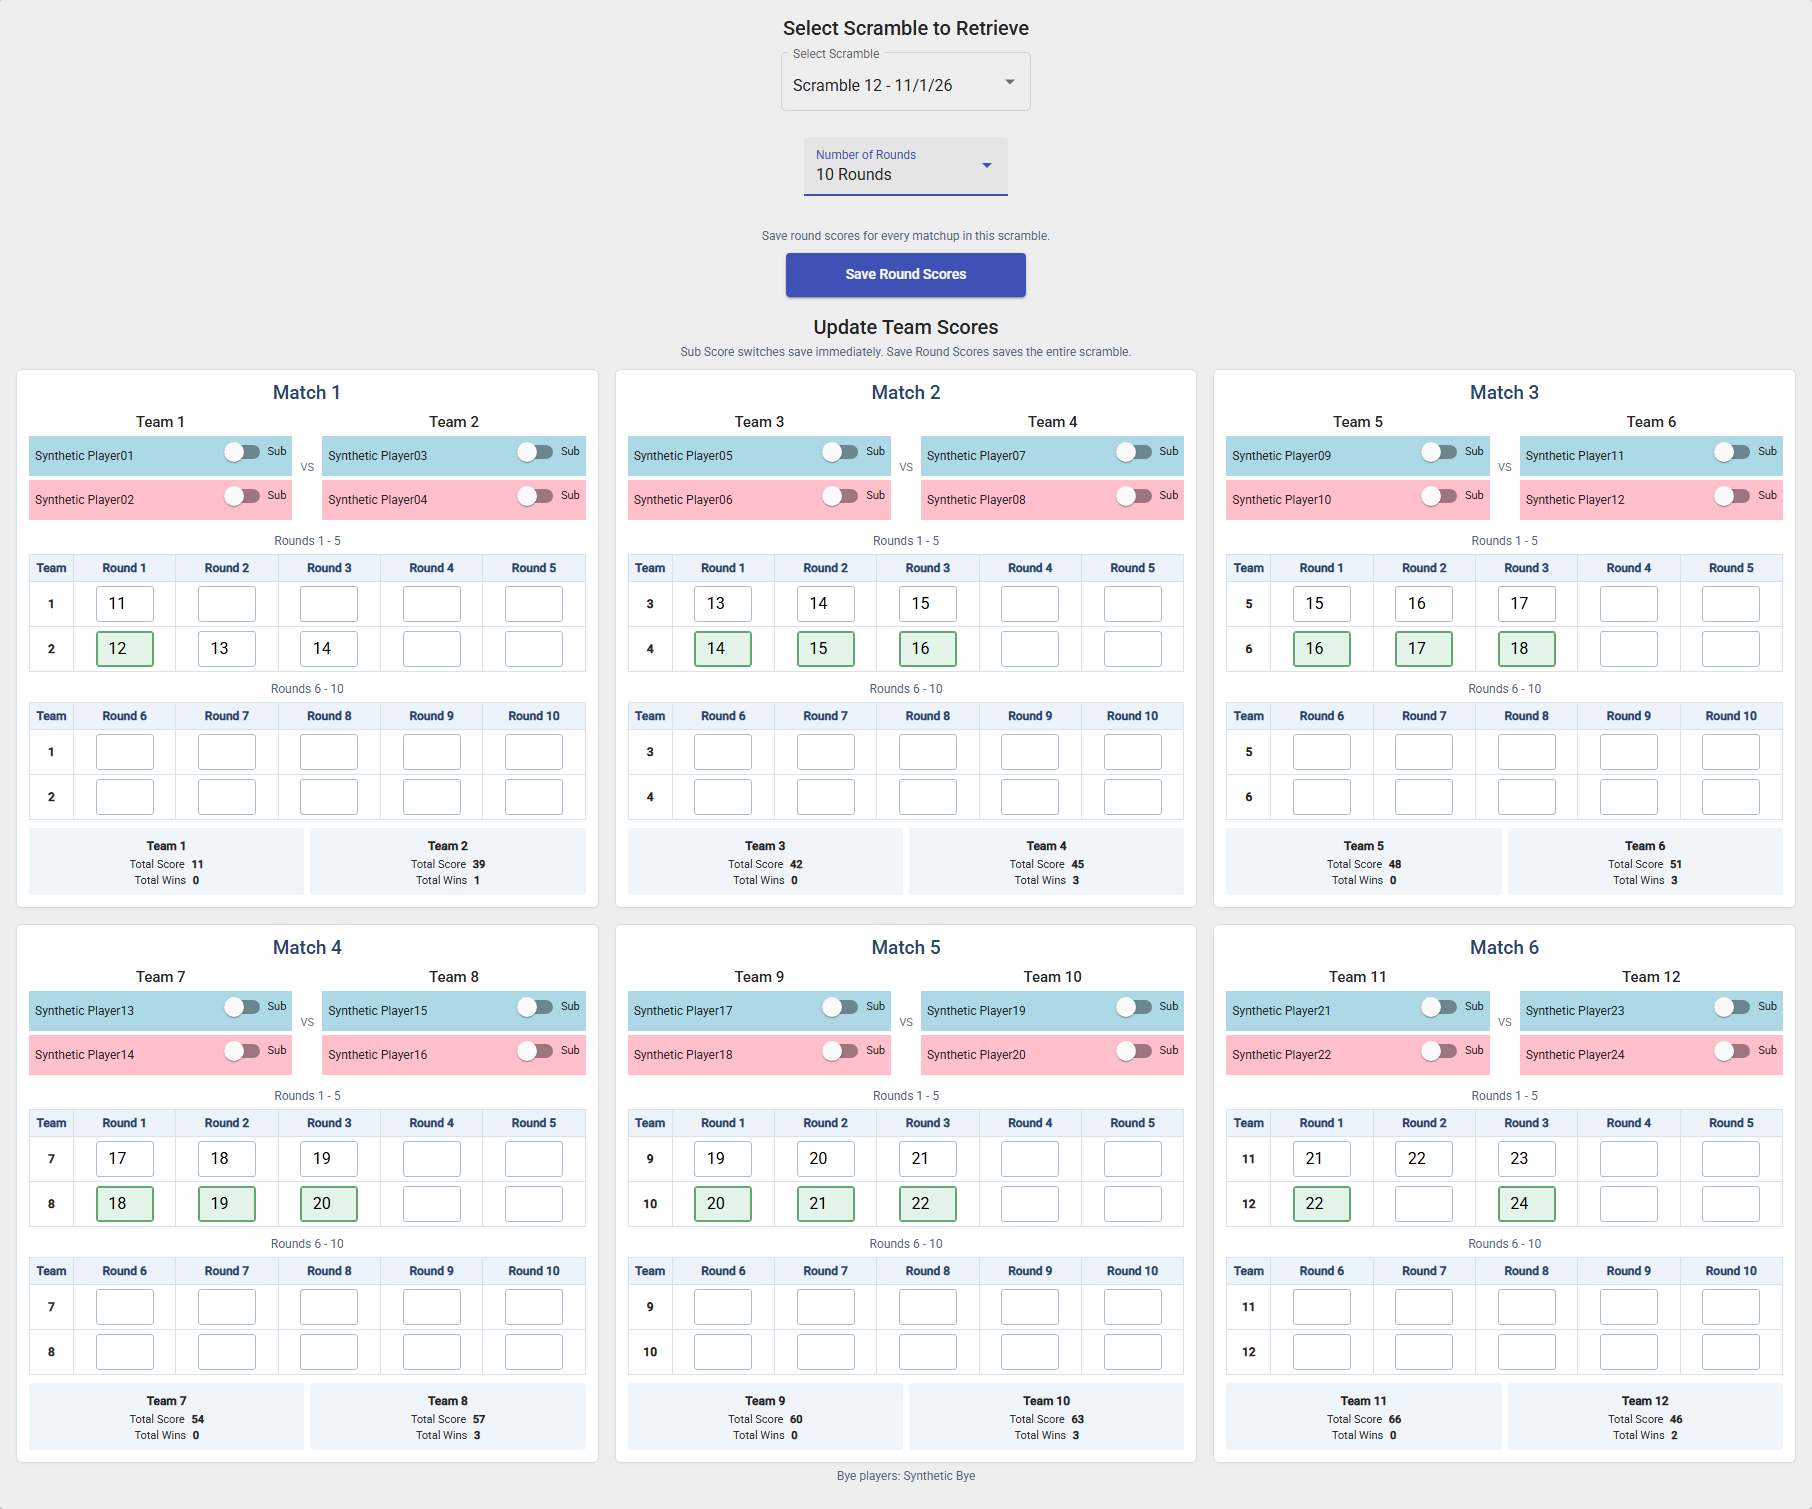 Select Scramble to Retrieve
Select Scramble
Scramble 12 - 11/1/26
Number of Rounds
10 Rounds
Save round scores for every matchup in this scramble.
Save Round Scores
Update Team Scores
Sub Score switches save immediately. Save Round Scores saves the entire scramble.
Match 1
Team 1 Team 2
Synthetic Player01 Sub VS Synthetic Player03 Sub
Synthetic Player02 Sub Synthetic Player04 Sub
Rounds 1 - 5
Team Round 1 Round 2 Round 3 Round 4 Round 5
1 11
2 12 13 14
Rounds 6 - 10
Team Round 6 Round 7 Round 8 Round 9 Round 10
1
2
Team 1 Team 2
Total Score 11 Total Score 39
Total Wins 0 Total Wins 1
Match 2
Team 3 Team 4
Synthetic Player05 Sub VS Synthetic Player07 Sub
Synthetic Player06 Sub Synthetic Player08 Sub
Rounds 1 - 5
Team Round 1 Round 2 Round 3 Round 4 Round 5
3 13 14 15
4 14 15 16
Rounds 6 - 10
Team Round 6 Round 7 Round 8 Round 9 Round 10
3
4
Team 3 Team 4
Total Score 42 Total Score 45
Total Wins 0 Total Wins 3
Match 3
Team 5 Team 6
Synthetic Player09 Sub VS Synthetic Player11 Sub
Synthetic Player10 Sub Synthetic Player12 Sub
Rounds 1 - 5
Team Round 1 Round 2 Round 3 Round 4 Round 5
5 15 16 17
6 16 17 18
Rounds 6 - 10
Team Round 6 Round 7 Round 8 Round 9 Round 10
5
6
Team 5 Team 6
Total Score 48 Total Score 51
Total Wins 0 Total Wins 3
Match 4
Team 7 Team 8
Synthetic Player13 Sub VS Synthetic Player15 Sub
Synthetic Player14 Sub Synthetic Player16 Sub
Rounds 1 - 5
Team Round 1 Round 2 Round 3 Round 4 Round 5
7 17 18 19
8 18 19 20
Rounds 6 - 10
Team Round 6 Round 7 Round 8 Round 9 Round 10
7
8
Team 7 Team 8
Total Score 54 Total Score 57
Total Wins 0 Total Wins 3
Match 5
Team 9 Team 10
Synthetic Player17 Sub VS Synthetic Player19 Sub
Synthetic Player18 Sub Synthetic Player20 Sub
Rounds 1 - 5
Team Round 1 Round 2 Round 3 Round 4 Round 5
9 19 20 21
10 20 21 22
Rounds 6 - 10
Team Round 6 Round 7 Round 8 Round 9 Round 10
9
10
Team 9 Team 10
Total Score 60 Total Score 63
Total Wins 0 Total Wins 3
Match 6
Team 11 Team 12
Synthetic Player21 Sub VS Synthetic Player23 Sub
Synthetic Player22 Sub Synthetic Player24 Sub
Rounds 1 - 5
Team Round 1 Round 2 Round 3 Round 4 Round 5
11 21 22 23
12 22 24
Rounds 6 - 10
Team Round 6 Round 7 Round 8 Round 9 Round 10
11
12
Team 11 Team 12
Total Score 66 Total Score 46
Total Wins 0 Total Wins 2
Bye players: Synthetic Bye